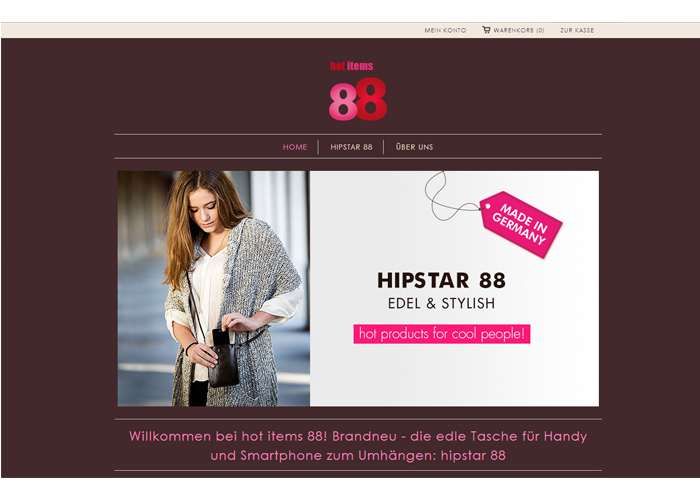 MEIN KONTO WARENKORB (0) ZUR KASSE
hot items
88
HOME HIPSTAR 88 ÜBER UNS
MADE IN
GERMANY
HIPSTAR 88
EDEL & STYLISH
hot products for cool people!
Willkommen bei hot items 88! Brandneu - die edle Tasche für Handy
und Smartphone zum Umhängen: hipstar 88